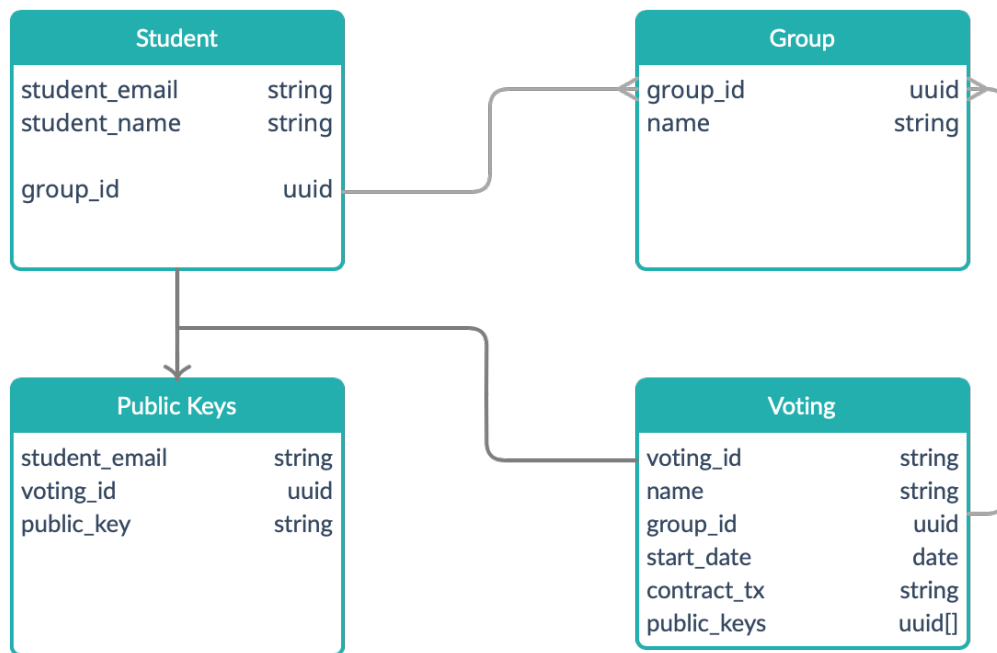 Student
student_email string
student_name string
group_id uuid
Group
group_id uuid
name string
Public Keys
student_email string
voting_id uuid
public_key string
Voting
voting_id string
name string
group_id uuid
start_date date
contract_tx string
public_keys uuid[]